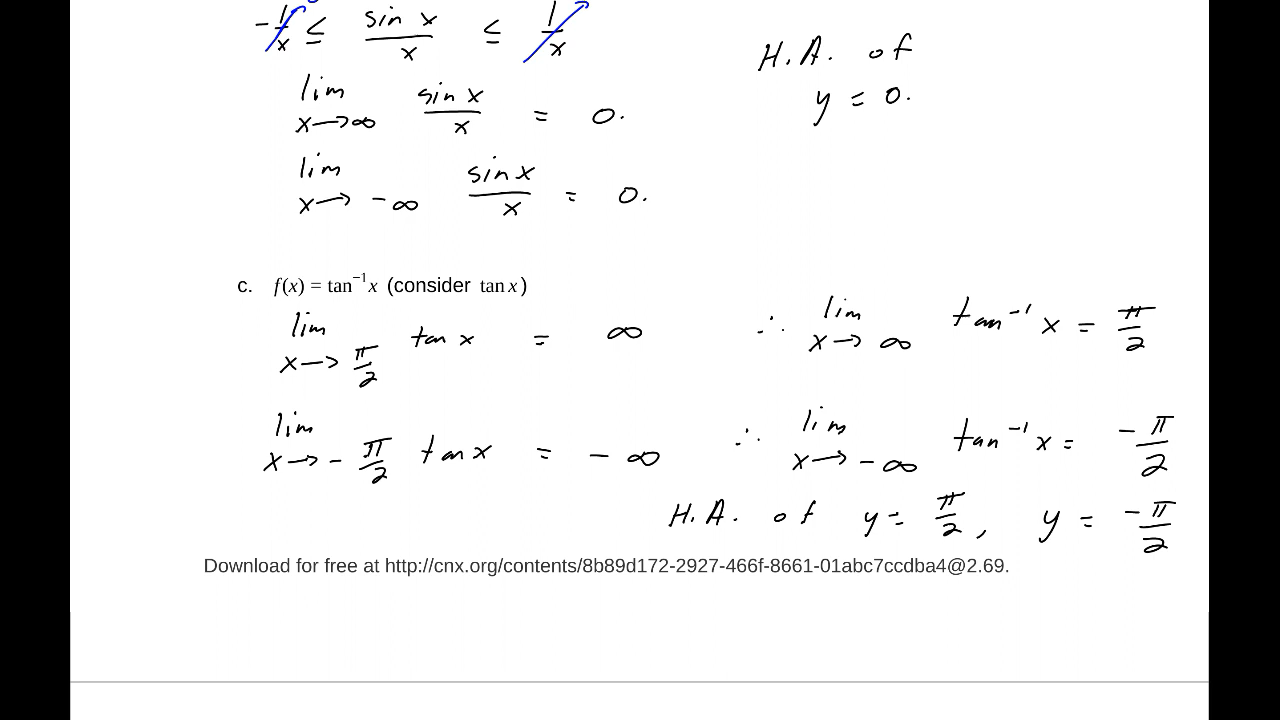 -1/x ≤ sin x / x ≤ 1/x
H.A. of
y = 0.
lim x→∞ sin x / x = 0.
lim x→ -∞ sin x / x = 0.
c. f(x) = tan⁻¹x (consider tan x)
lim x→ π/2 tan x = ∞ ∴ lim x→ ∞ tan⁻¹ x = π/2
lim x→ - π/2 tan x = - ∞ ∴ lim x→ -∞ tan⁻¹ x = -π/2
H.A. of y = π/2, y = -π/2
Download for free at http://cnx.org/contents/8b89d172-2927-466f-8661-01abc7ccdba4@2.69.